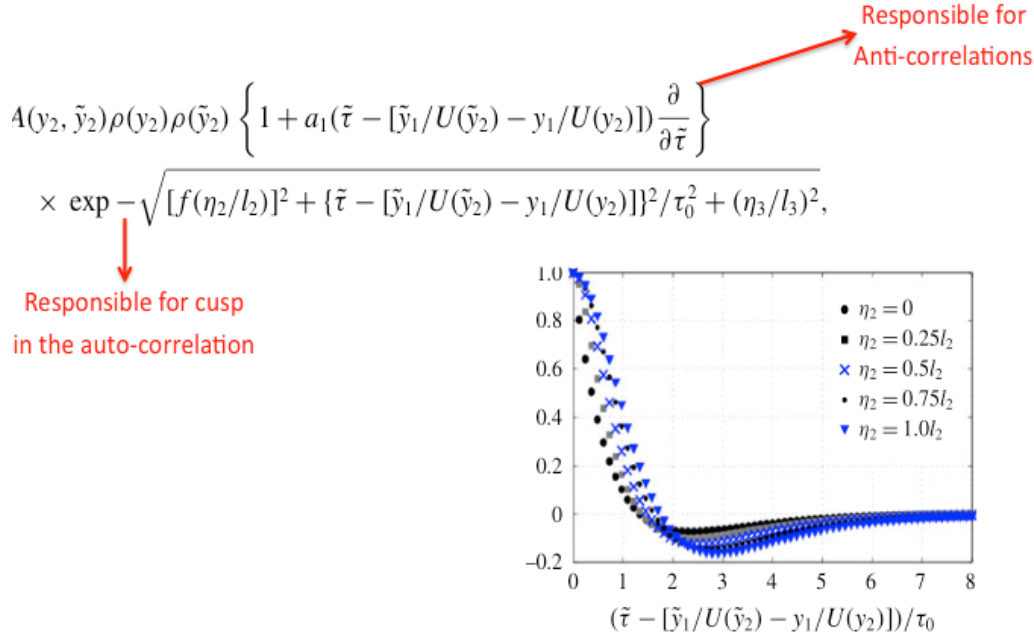 Responsible for
Anti-correlations
A(y₂, ỹ₂)ρ(y₂)ρ(ỹ₂) {1 + a₁(τ̃ − [ỹ₁/U(ỹ₂) − y₁/U(y₂)]) ∂/∂τ̃}
× exp −√([f(η₂/l₂)]² + {τ̃ − [ỹ₁/U(ỹ₂) − y₁/U(y₂)]}²/τ₀² + (η₃/l₃)²),
Responsible for cusp
in the auto-correlation
1.0
0.8
0.6
0.4
0.2
0
−0.2
η₂ = 0
η₂ = 0.25l₂
η₂ = 0.5l₂
η₂ = 0.75l₂
η₂ = 1.0l₂
0 1 2 3 4 5 6 7 8
(τ̃ − [ỹ₁/U(ỹ₂) − y₁/U(y₂)])/τ₀